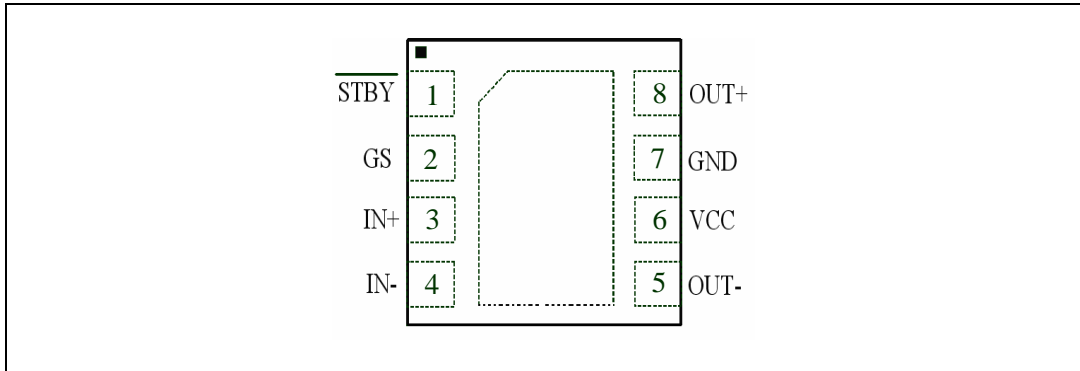 STBY 1 8 OUT+
GS 2 7 GND
IN+ 3 6 VCC
IN- 4 5 OUT-